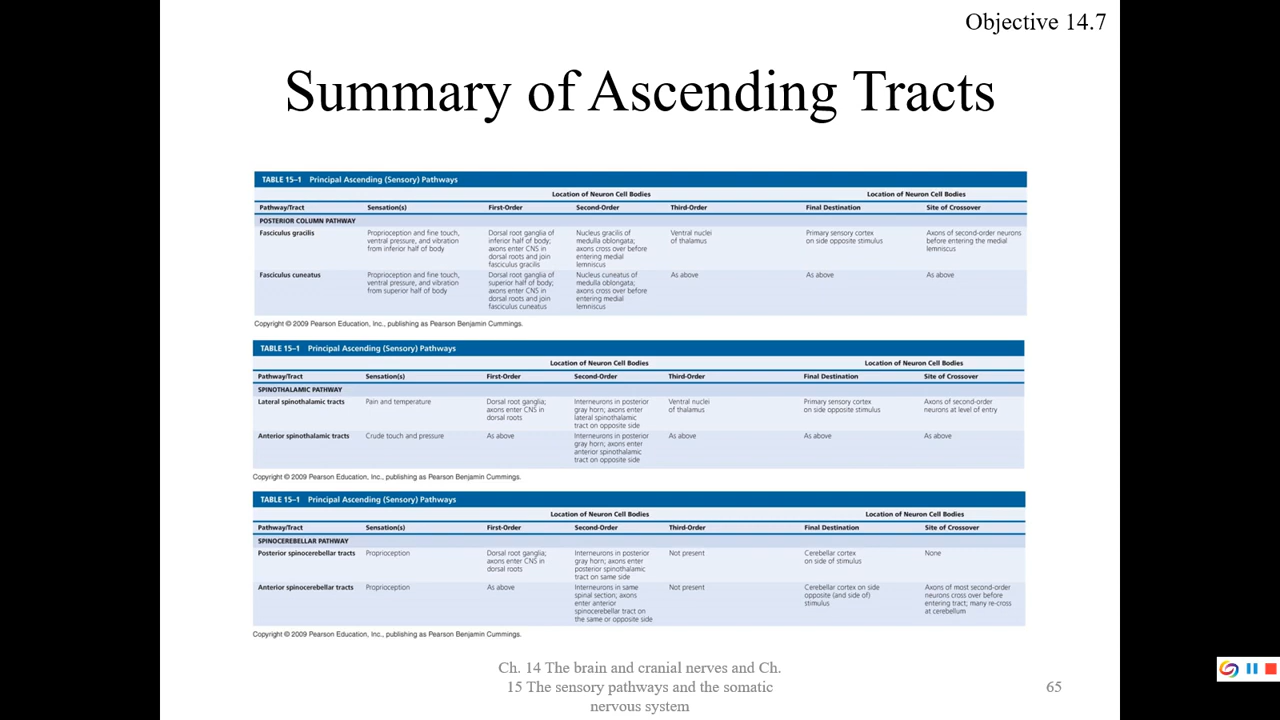 Objective 14.7
Summary of Ascending Tracts
TABLE 15–1 Principal Ascending (Sensory) Pathways
Location of Neuron Cell Bodies Location of Neuron Cell Bodies
Pathway/Tract Sensation(s) First-Order Second-Order Third-Order Final Destination Site of Crossover
POSTERIOR COLUMN PATHWAY
Fasciculus gracilis Proprioception and fine touch, Dorsal root ganglia of Nucleus gracilis of Ventral nuclei Primary sensory cortex Axons of second-order neurons
ventral pressure, and vibration inferior half of body; medulla oblongata; of thalamus on side opposite stimulus before entering the medial
from inferior half of body axons enter CNS in axons cross over before lemniscus
dorsal roots and join entering medial
fasciculus gracilis lemniscus
Fasciculus cuneatus Proprioception and fine touch, Dorsal root ganglia of Nucleus cuneatus of As above As above As above
ventral pressure, and vibration superior half of body; medulla oblongata;
from superior half of body axons enter CNS in axons cross over before
dorsal roots and join entering medial
fasciculus cuneatus lemniscus
Copyright © 2009 Pearson Education, Inc., publishing as Pearson Benjamin Cummings.
TABLE 15–1 Principal Ascending (Sensory) Pathways
Location of Neuron Cell Bodies Location of Neuron Cell Bodies
Pathway/Tract Sensation(s) First-Order Second-Order Third-Order Final Destination Site of Crossover
SPINOTHALAMIC PATHWAY
Lateral spinothalamic tracts Pain and temperature Dorsal root ganglia; Interneurons in posterior Ventral nuclei Primary sensory cortex Axons of second-order
axons enter CNS in gray horn; axons enter of thalamus on side opposite stimulus neurons at level of entry
dorsal roots lateral spinothalamic
tract on opposite side
Anterior spinothalamic tracts Crude touch and pressure As above Interneurons in posterior As above As above As above
gray horn; axons enter
anterior spinothalamic
tract on opposite side
Copyright © 2009 Pearson Education, Inc., publishing as Pearson Benjamin Cummings.
TABLE 15–1 Principal Ascending (Sensory) Pathways
Location of Neuron Cell Bodies Location of Neuron Cell Bodies
Pathway/Tract Sensation(s) First-Order Second-Order Third-Order Final Destination Site of Crossover
SPINOCEREBELLAR PATHWAY
Posterior spinocerebellar tracts Proprioception Dorsal root ganglia; Interneurons in posterior Not present Cerebellar cortex None
axons enter CNS in gray horn; axons enter on side of stimulus
dorsal roots posterior spinothalamic
tract on same side
Anterior spinocerebellar tracts Proprioception As above Interneurons in same Not present Cerebellar cortex on side Axons of most second-order
spinal section; axons opposite (and side of) neurons cross over before
enter anterior stimulus entering tract; many re-cross
spinocerebellar tract on at cerebellum
the same or opposite side
Copyright © 2009 Pearson Education, Inc., publishing as Pearson Benjamin Cummings.
Ch. 14 The brain and cranial nerves and Ch.
15 The sensory pathways and the somatic
nervous system
65